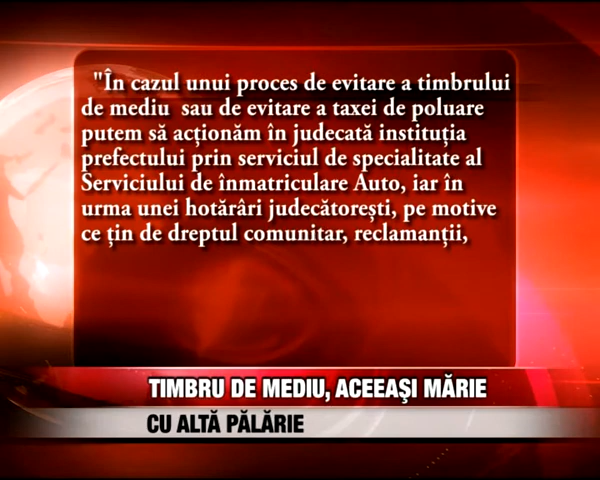 "În cazul unui proces de evitare a timbrului
de mediu sau de evitare a taxei de poluare
putem să acționăm în judecată instituția
prefectului prin serviciul de specialitate al
Serviciului de înmatriculare Auto, iar în
urma unei hotărâri judecătorești, pe motive
ce țin de dreptul comunitar, reclamanții,
TIMBRU DE MEDIU, ACEEAŞI MĂRIE
CU ALTĂ PĂLĂRIE